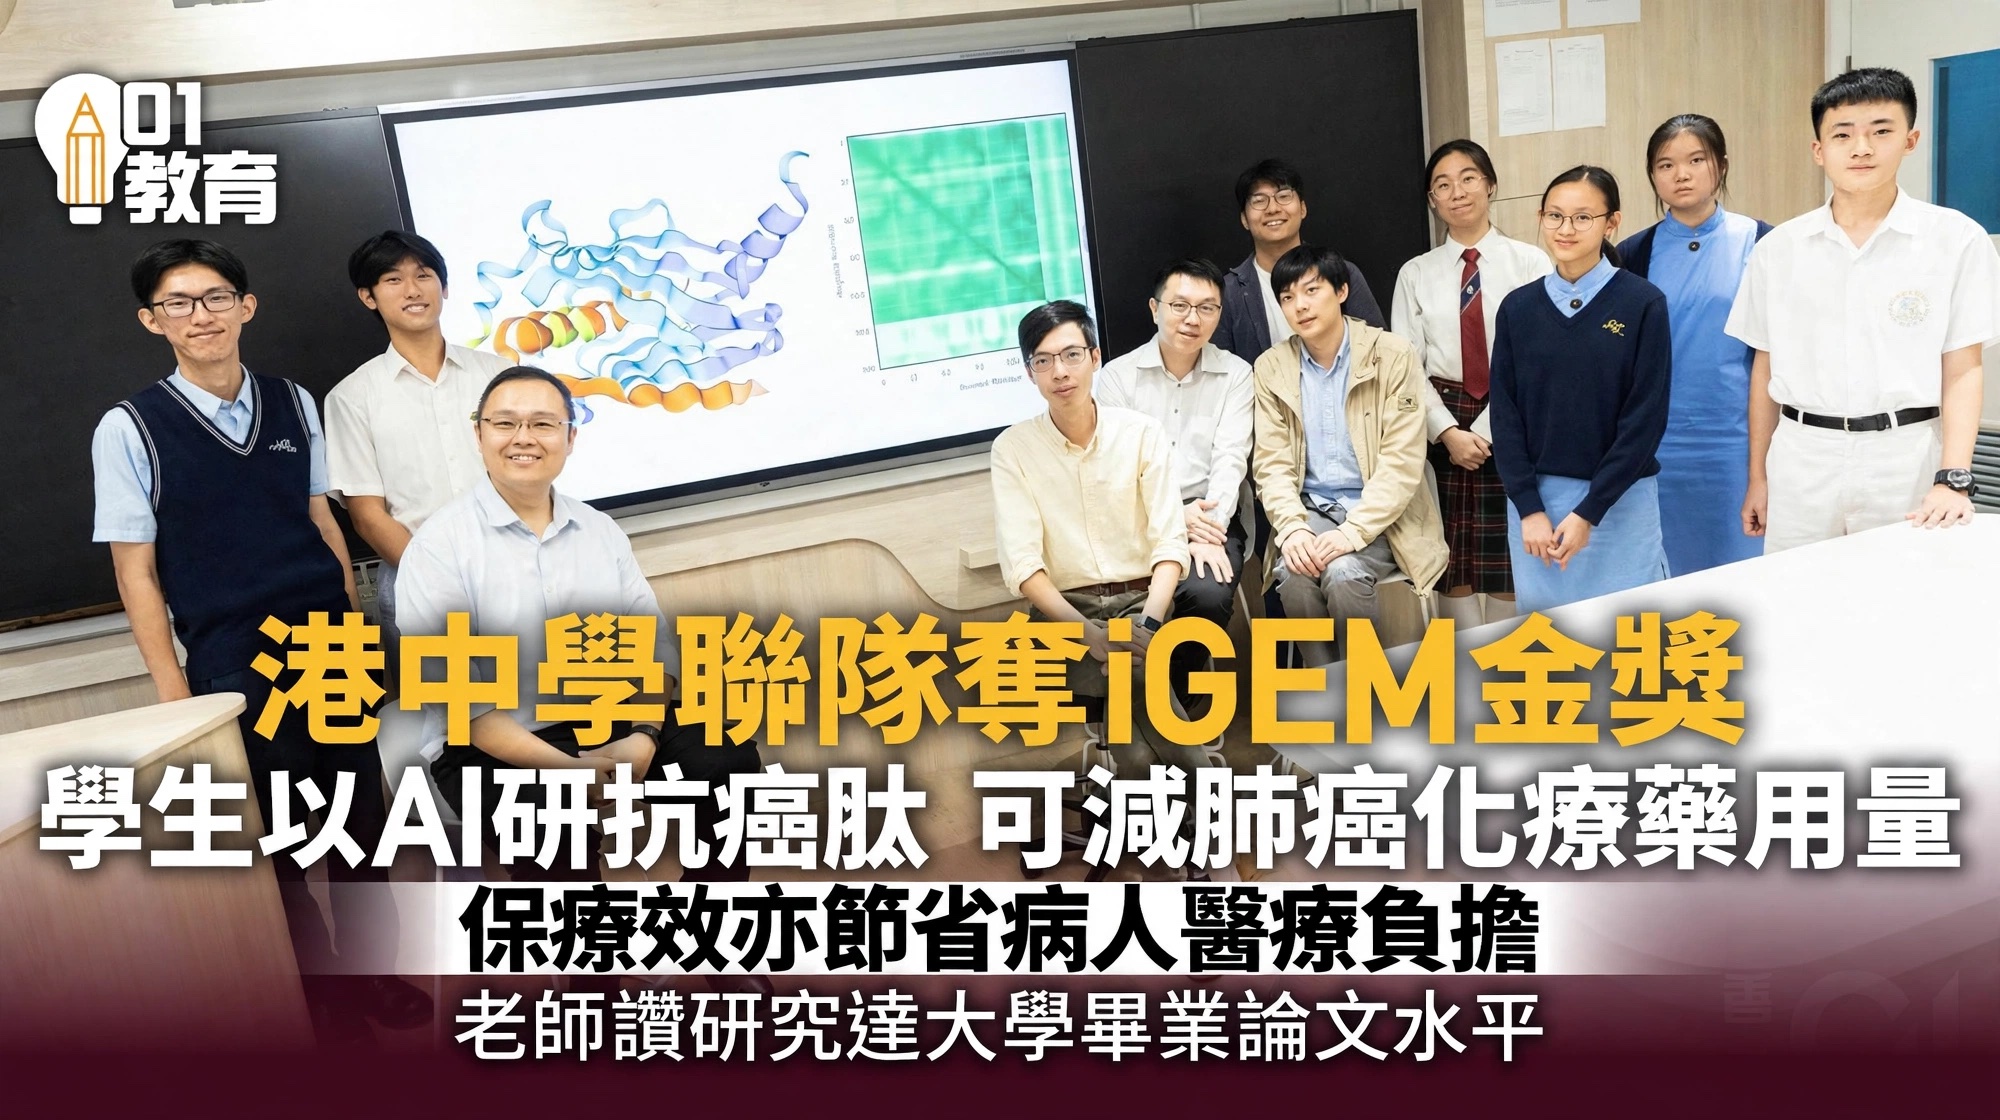 01
教育
港中學聯隊奪iGEM金獎
學生以AI研抗癌肽 可減肺癌化療藥用量
保療效亦節省病人醫療負擔
老師讚研究達大學畢業論文水平